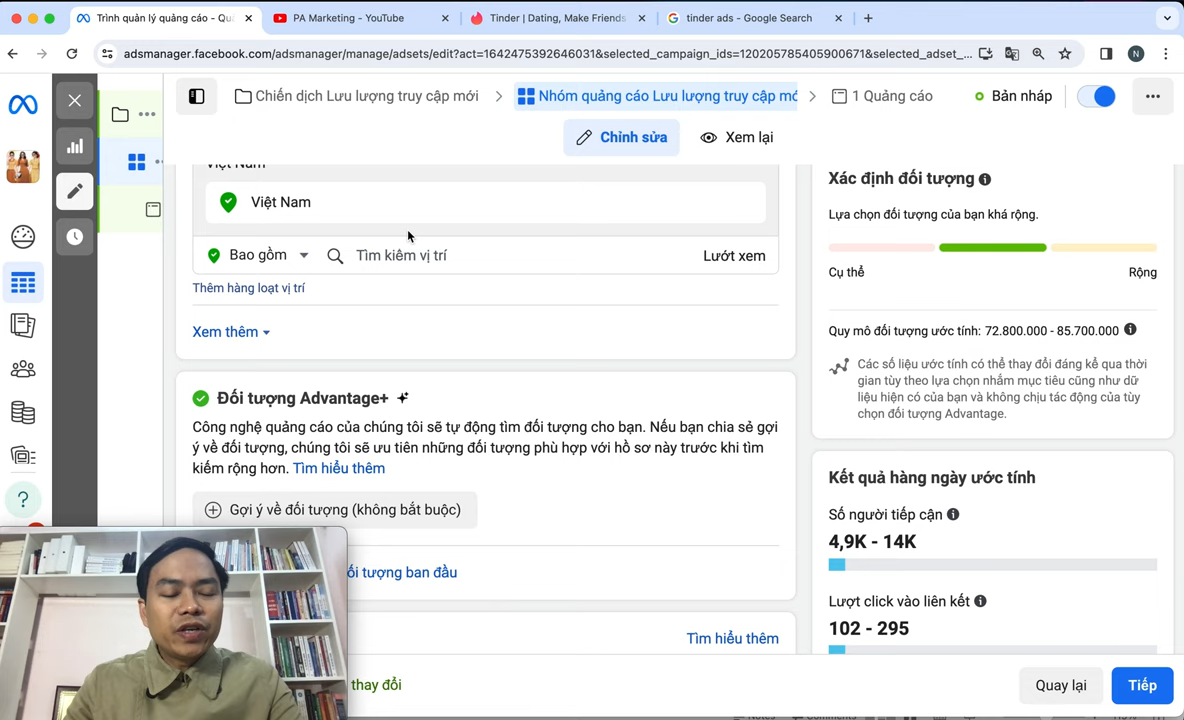 Trình quản lý quảng cáo - Quả
PA Marketing - YouTube
Tinder | Dating, Make Friends
tinder ads - Google Search
adsmanager.facebook.com/adsmanager/manage/adsets/edit?act=1642475392646031&selected_campaign_ids=120205785405900671&selected_adset_...
N
Chiến dịch Lưu lượng truy cập mới
Nhóm quảng cáo Lưu lượng truy cập mớ
1 Quảng cáo
Bản nháp
Chỉnh sửa
Xem lại
Việt Nam
Việt Nam
Bao gồm
Tìm kiếm vị trí
Lượt xem
Thêm hàng loạt vị trí
Xem thêm
Đối tượng Advantage+
Công nghệ quảng cáo của chúng tôi sẽ tự động tìm đối tượng cho bạn. Nếu bạn chia sẻ gợi
ý về đối tượng, chúng tôi sẽ ưu tiên những đối tượng phù hợp với hồ sơ này trước khi tìm
kiếm rộng hơn. Tìm hiểu thêm
Gợi ý về đối tượng (không bắt buộc)
ối tượng ban đầu
Tìm hiểu thêm
thay đổi
Xác định đối tượng
Lựa chọn đối tượng của bạn khá rộng.
Cụ thể
Rộng
Quy mô đối tượng ước tính: 72.800.000 - 85.700.000
Các số liệu ước tính có thể thay đổi đáng kể qua thời
gian tùy theo lựa chọn nhắm mục tiêu cũng như dữ
liệu hiện có của bạn và không chịu tác động của tùy
chọn đối tượng Advantage.
Kết quả hàng ngày ước tính
Số người tiếp cận
4,9K - 14K
Lượt click vào liên kết
102 - 295
Quay lại
Tiếp